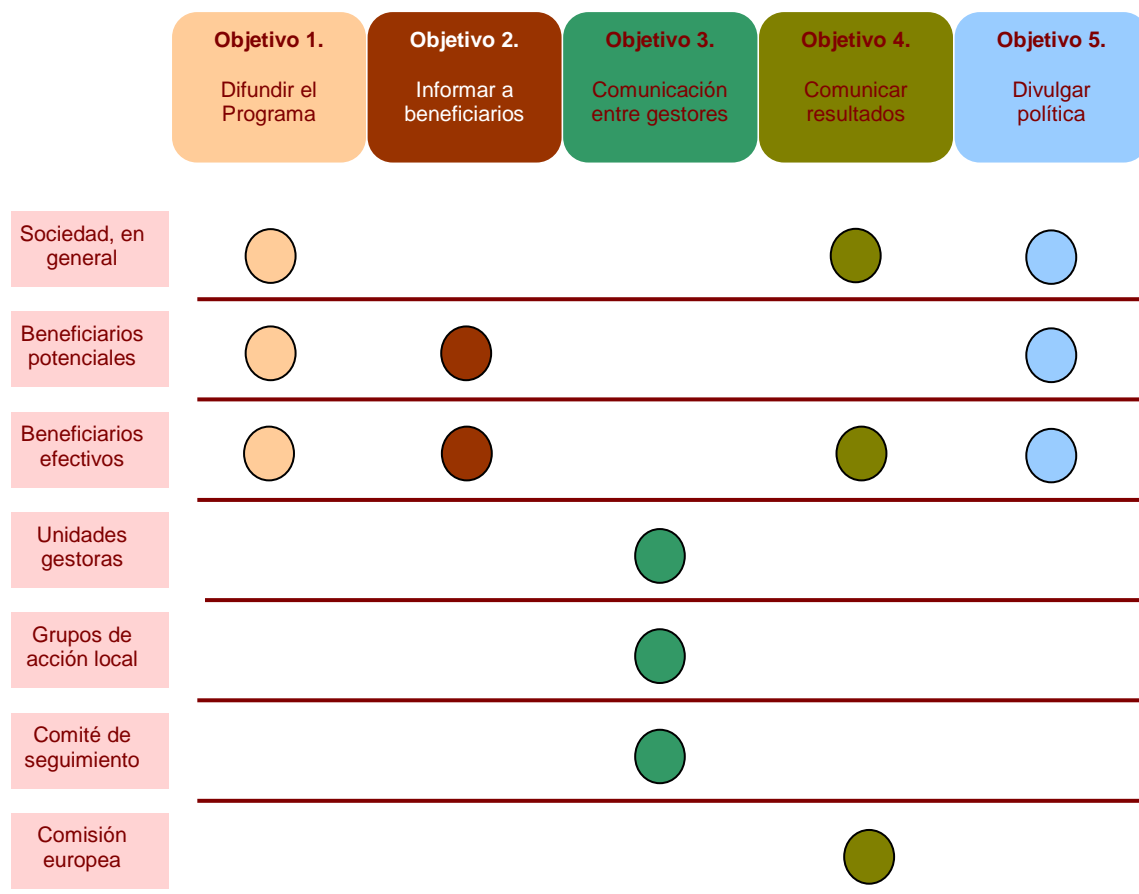 Objetivo 1.
Difundir el
Programa
Objetivo 2.
Informar a
beneficiarios
Objetivo 3.
Comunicación
entre gestores
Objetivo 4.
Comunicar
resultados
Objetivo 5.
Divulgar
política
Sociedad, en
general
Beneficiarios
potenciales
Beneficiarios
efectivos
Unidades
gestoras
Grupos de
acción local
Comité de
seguimiento
Comisión
europea